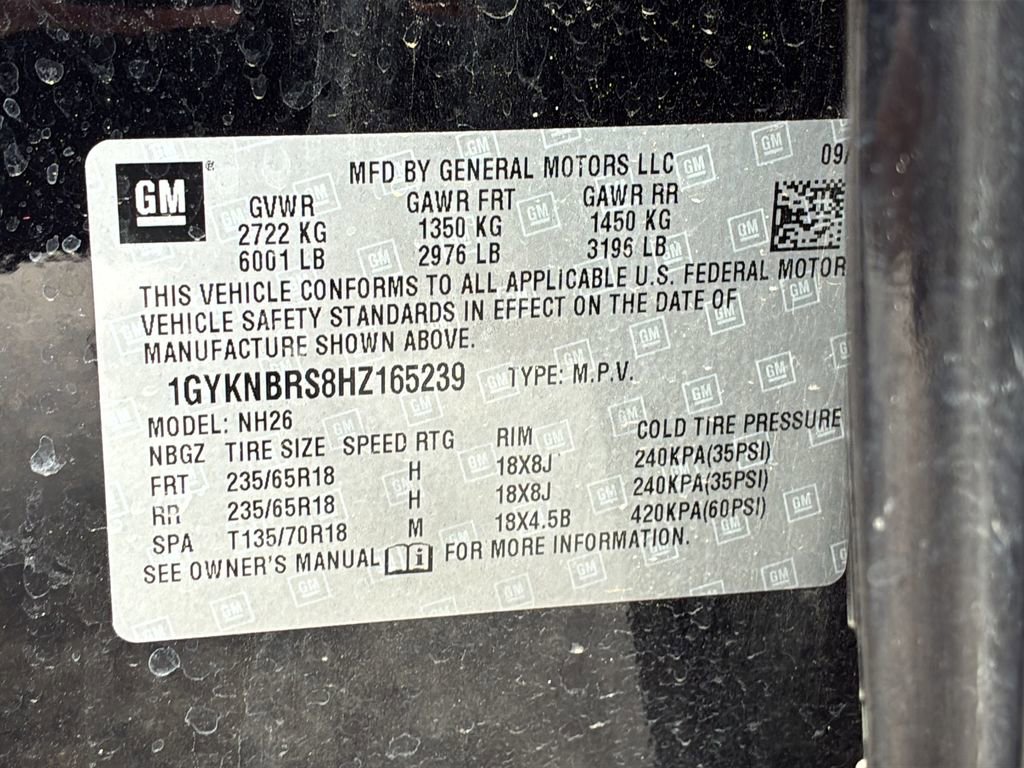 GM ®
MFD BY GENERAL MOTORS LLC 09/
GVWR GAWR FRT GAWR RR
2722 KG 1350 KG 1450 KG
6001 LB 2976 LB 3196 LB
THIS VEHICLE CONFORMS TO ALL APPLICABLE U.S. FEDERAL MOTOR
VEHICLE SAFETY STANDARDS IN EFFECT ON THE DATE OF
MANUFACTURE SHOWN ABOVE.
1GYKNBRS8HZ165239 TYPE: M.P.V.
MODEL: NH26
NBGZ TIRE SIZE SPEED RTG RIM COLD TIRE PRESSURE
FRT 235/65R18 H 18X8J 240KPA(35PSI)
RR 235/65R18 H 18X8J 240KPA(35PSI)
SPA T135/70R18 M 18X4.5B 420KPA(60PSI)
SEE OWNER'S MANUAL i FOR MORE INFORMATION.